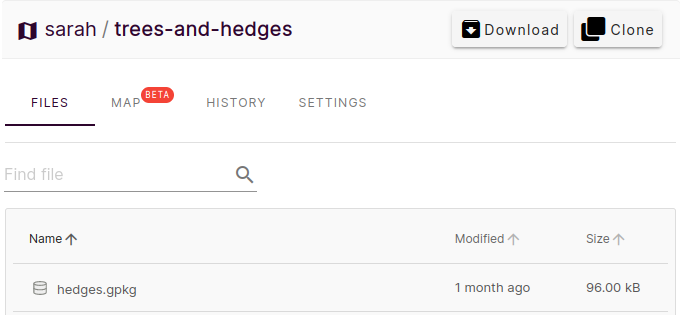 sarah / trees-and-hedges Download Clone
FILES MAP BETA HISTORY SETTINGS
Find file
Name Modified Size
hedges.gpkg 1 month ago 96.00 kB